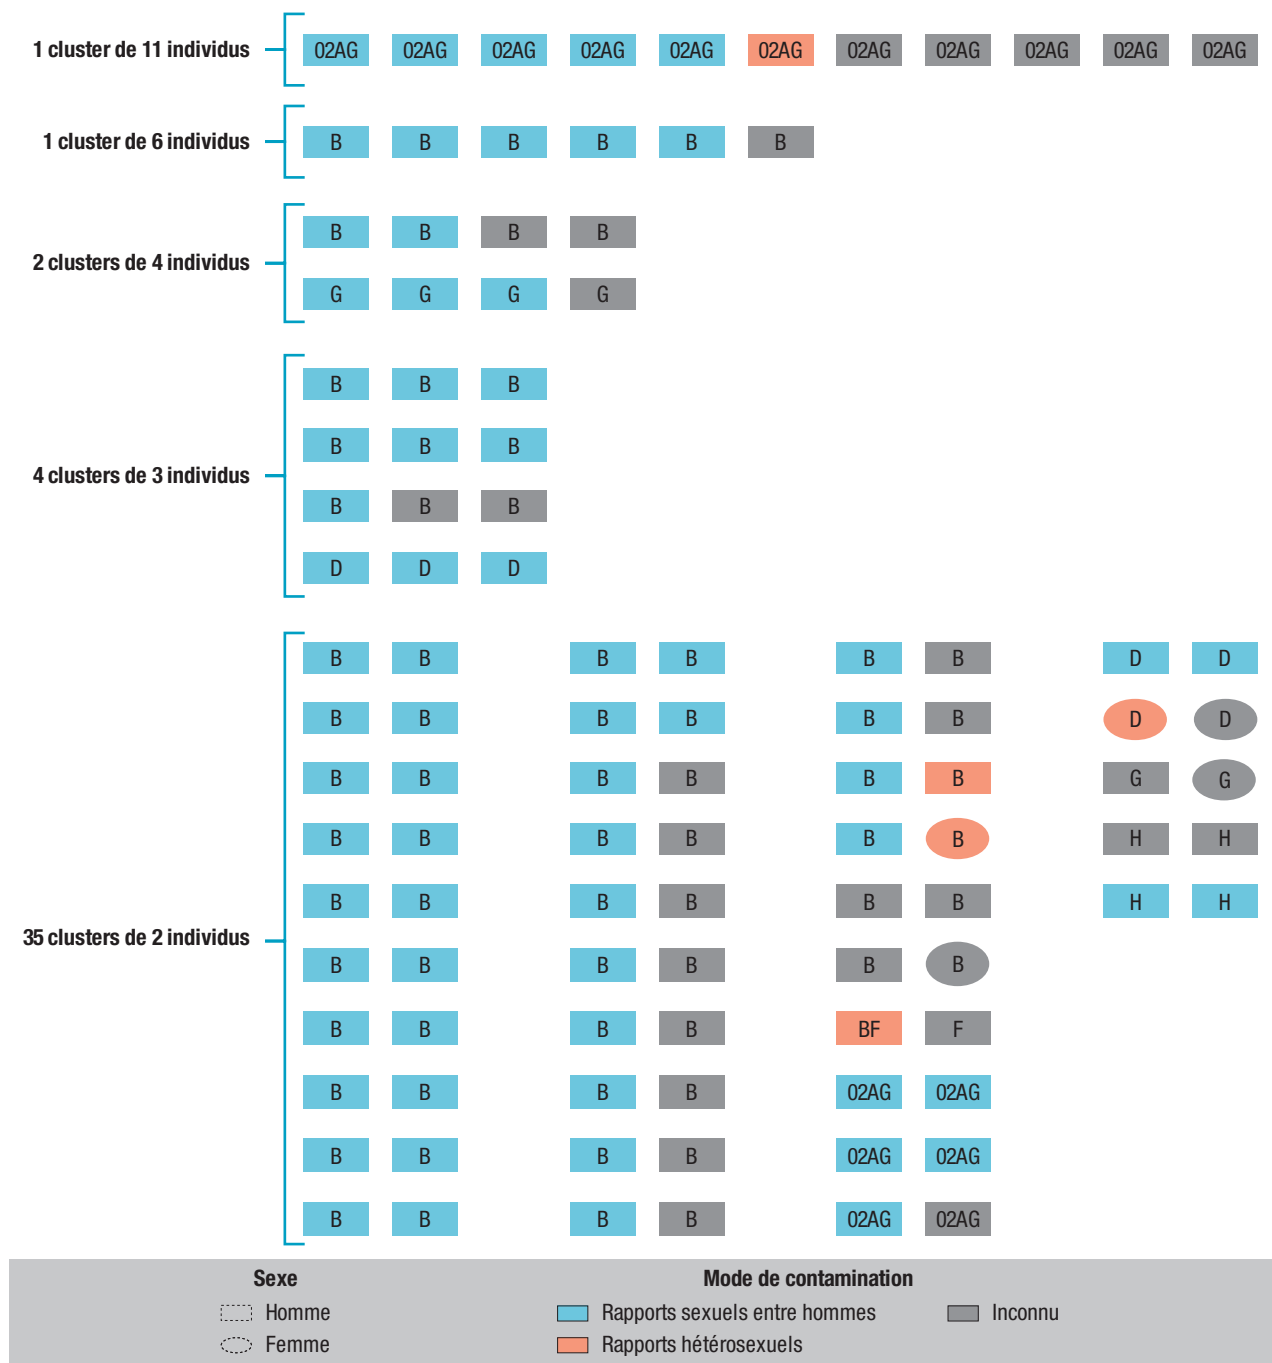 1 cluster de 11 individus 02AG 02AG 02AG 02AG 02AG 02AG 02AG 02AG 02AG 02AG 02AG
1 cluster de 6 individus B B B B B B
B B B B
2 clusters de 4 individus
G G G G
B B B
B B B
4 clusters de 3 individus
B B B
D D D
B B B B B B D D
B B B B B B D D
B B B B B B G G
B B B B B B H H
B B B B B B H H
35 clusters de 2 individus
B B B B B B
B B B B BF F
B B B B 02AG 02AG
B B B B 02AG 02AG
B B B B 02AG 02AG
Sexe Mode de contamination
Homme Rapports sexuels entre hommes Inconnu
Femme Rapports hétérosexuels